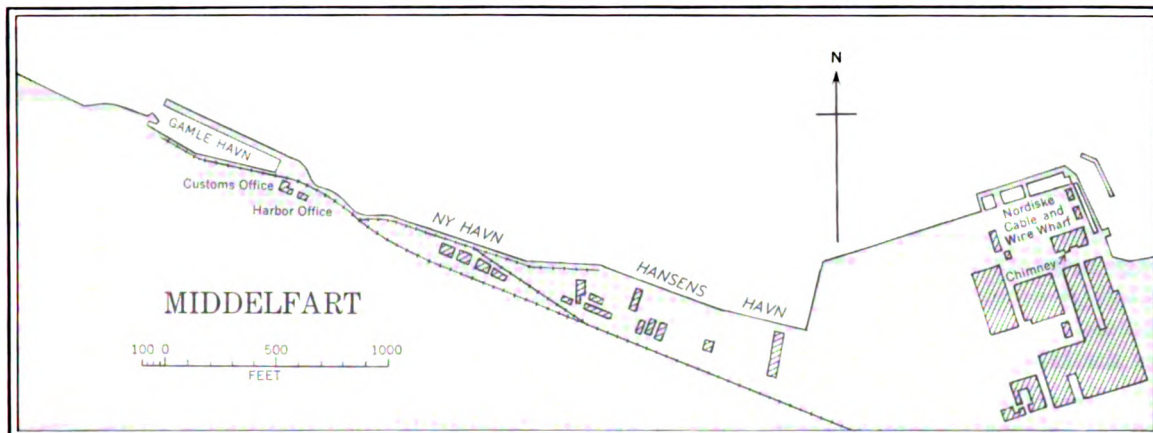 N
GAMLE HAVN
Customs Office
Harbor Office
NY HAVN
HANSENS HAVN
Nordiske
Cable and
Wire Wharf
Chimney
MIDDELFART
100 0 500 1000
FEET